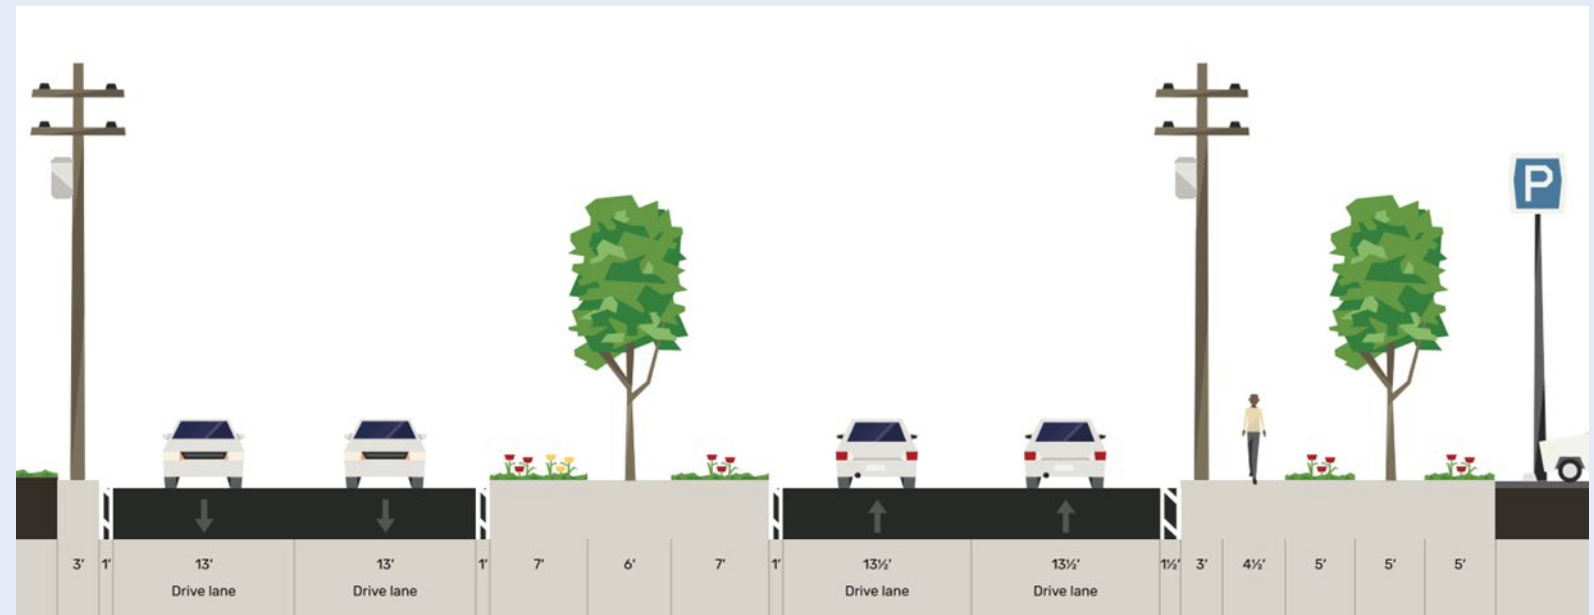 P
3' 1' 13' 13' 1' 7' 6' 7' 1' 13½' 13½' 1½' 3' 4½' 5' 5' 5'
Drive lane Drive lane Drive lane Drive lane